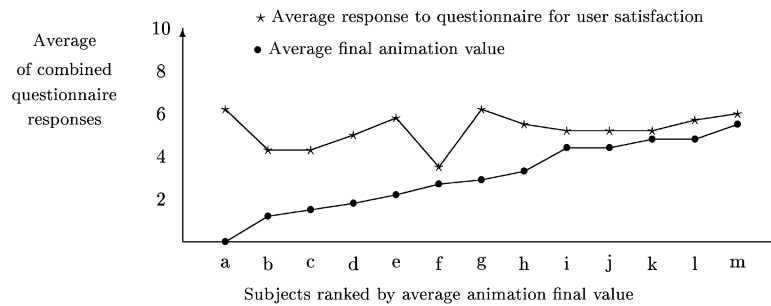 ★ Average response to questionnaire for user satisfaction
● Average final animation value
Average
of combined
questionnaire
responses
10
8
6
4
2
a b c d e f g h i j k l m
Subjects ranked by average animation final value